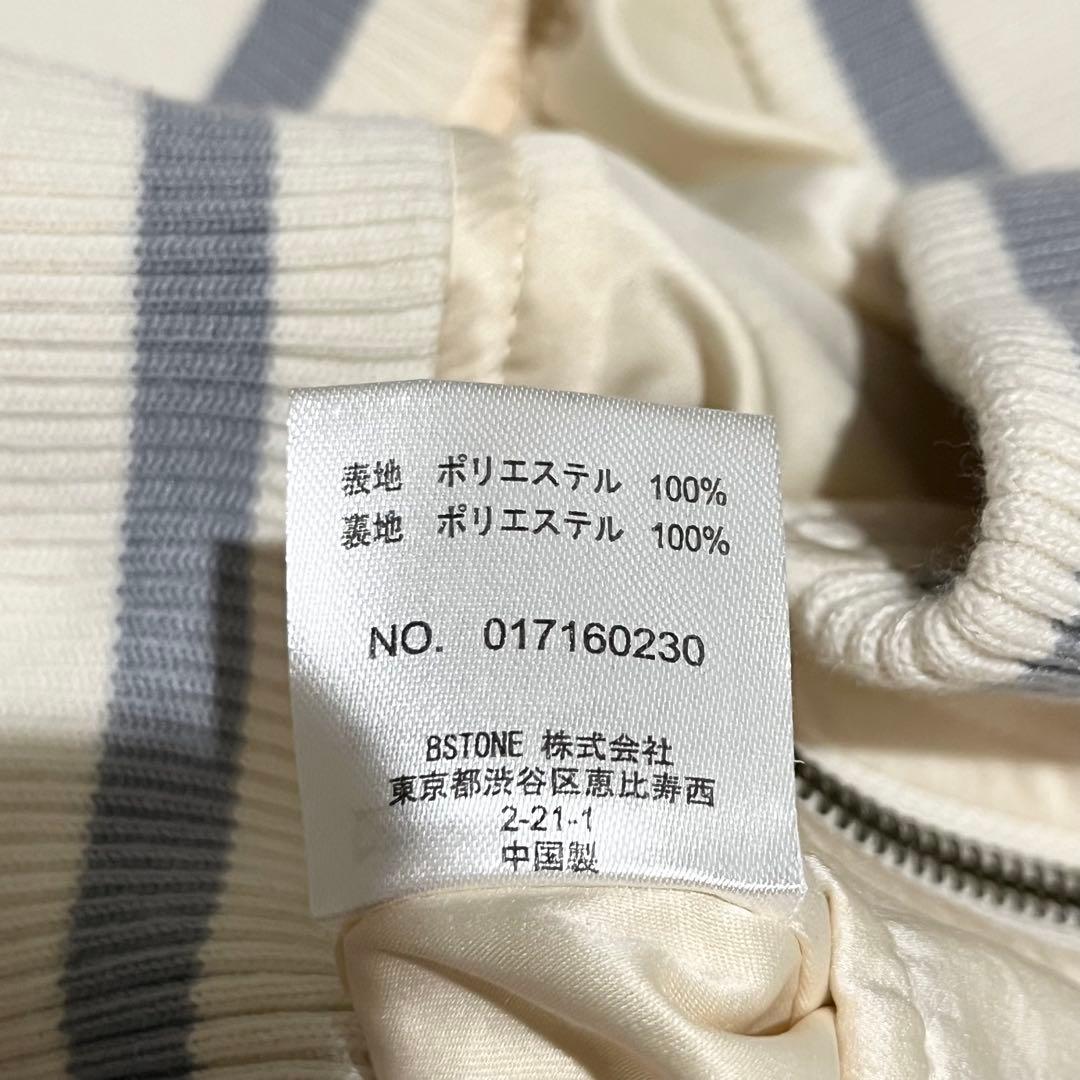 表地 ポリエステル 100%
裏地 ポリエステル 100%
NO. 017160230
BSTONE 株式会社
東京都渋谷区恵比寿西
2-21-1
中国製